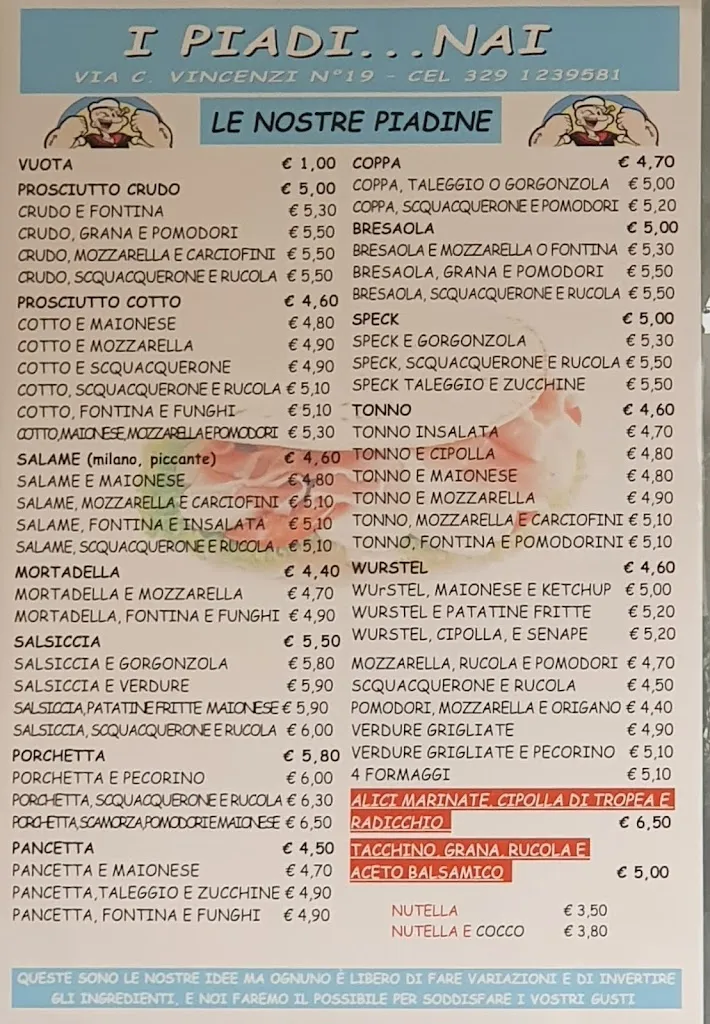 I PIADI...NAI
VIA C. VINCENZI N°19 - CEL 329 1239581
LE NOSTRE PIADINE
VUOTA € 1,00
PROSCIUTTO CRUDO € 5,00
CRUDO E FONTINA € 5,30
CRUDO, GRANA E POMODORI € 5,50
CRUDO, MOZZARELLA E CARCIOFINI € 5,50
CRUDO, SCQUACQUERONE E RUCOLA € 5,50
PROSCIUTTO COTTO € 4,60
COTTO E MAIONESE € 4,80
COTTO E MOZZARELLA € 4,90
COTTO E SCQUACQUERONE € 4,90
COTTO, SCQUACQUERONE E RUCOLA € 5,10
COTTO, FONTINA E FUNGHI € 5,10
COTTO,MAIONESE,MOZZARELLA E POMODORI € 5,30
SALAME (milano, piccante) € 4,60
SALAME E MAIONESE € 4,80
SALAME, MOZZARELLA E CARCIOFINI € 5,10
SALAME, FONTINA E INSALATA € 5,10
SALAME, SCQUACQUERONE E RUCOLA € 5,10
MORTADELLA € 4,40
MORTADELLA E MOZZARELLA € 4,70
MORTADELLA, FONTINA E FUNGHI € 4,90
SALSICCIA € 5,50
SALSICCIA E GORGONZOLA € 5,80
SALSICCIA E VERDURE € 5,90
SALSICCIA,PATATINE FRITTE MAIONESE € 5,90
SALSICCIA, SCQUACQUERONE E RUCOLA € 6,00
PORCHETTA € 5,80
PORCHETTA E PECORINO € 6,00
PORCHETTA, SCQUACQUERONE E RUCOLA € 6,30
PORCHETTA,SCAMORZA,POMODORI E MAIONESE € 6,50
PANCETTA € 4,50
PANCETTA E MAIONESE € 4,70
PANCETTA,TALEGGIO E ZUCCHINE € 4,90
PANCETTA, FONTINA E FUNGHI € 4,90
COPPA € 4,70
COPPA, TALEGGIO O GORGONZOLA € 5,00
COPPA, SCQUACQUERONE E POMODORI € 5,20
BRESAOLA € 5,00
BRESAOLA E MOZZARELLA O FONTINA € 5,30
BRESAOLA, GRANA E POMODORI € 5,50
BRESAOLA, SCQUACQUERONE E RUCOLA € 5,50
SPECK € 5,00
SPECK E GORGONZOLA € 5,30
SPECK, SCQUACQUERONE E RUCOLA € 5,50
SPECK TALEGGIO E ZUCCHINE € 5,50
TONNO € 4,60
TONNO INSALATA € 4,70
TONNO E CIPOLLA € 4,80
TONNO E MAIONESE € 4,80
TONNO E MOZZARELLA € 4,90
TONNO, MOZZARELLA E CARCIOFINI € 5,10
TONNO, FONTINA E POMODORINI € 5,10
WURSTEL € 4,60
WUrSTEL, MAIONESE E KETCHUP € 5,00
WURSTEL E PATATINE FRITTE € 5,20
WURSTEL, CIPOLLA, E SENAPE € 5,20
MOZZARELLA, RUCOLA E POMODORI € 4,70
SCQUACQUERONE E RUCOLA € 4,50
POMODORI, MOZZARELLA E ORIGANO € 4,40
VERDURE GRIGLIATE € 4,90
VERDURE GRIGLIATE E PECORINO € 5,10
4 FORMAGGI € 5,10
ALICI MARINATE, CIPOLLA DI TROPEA E
RADICCHIO € 6,50
TACCHINO, GRANA, RUCOLA E
ACETO BALSAMICO € 5,00
NUTELLA € 3,50
NUTELLA E COCCO € 3,80
QUESTE SONO LE NOSTRE IDEE MA OGNUNO È LIBERO DI FARE VARIAZIONI E DI INVERTIRE
GLI INGREDIENTI, E NOI FAREMO IL POSSIBILE PER SODDISFARE I VOSTRI GUSTI